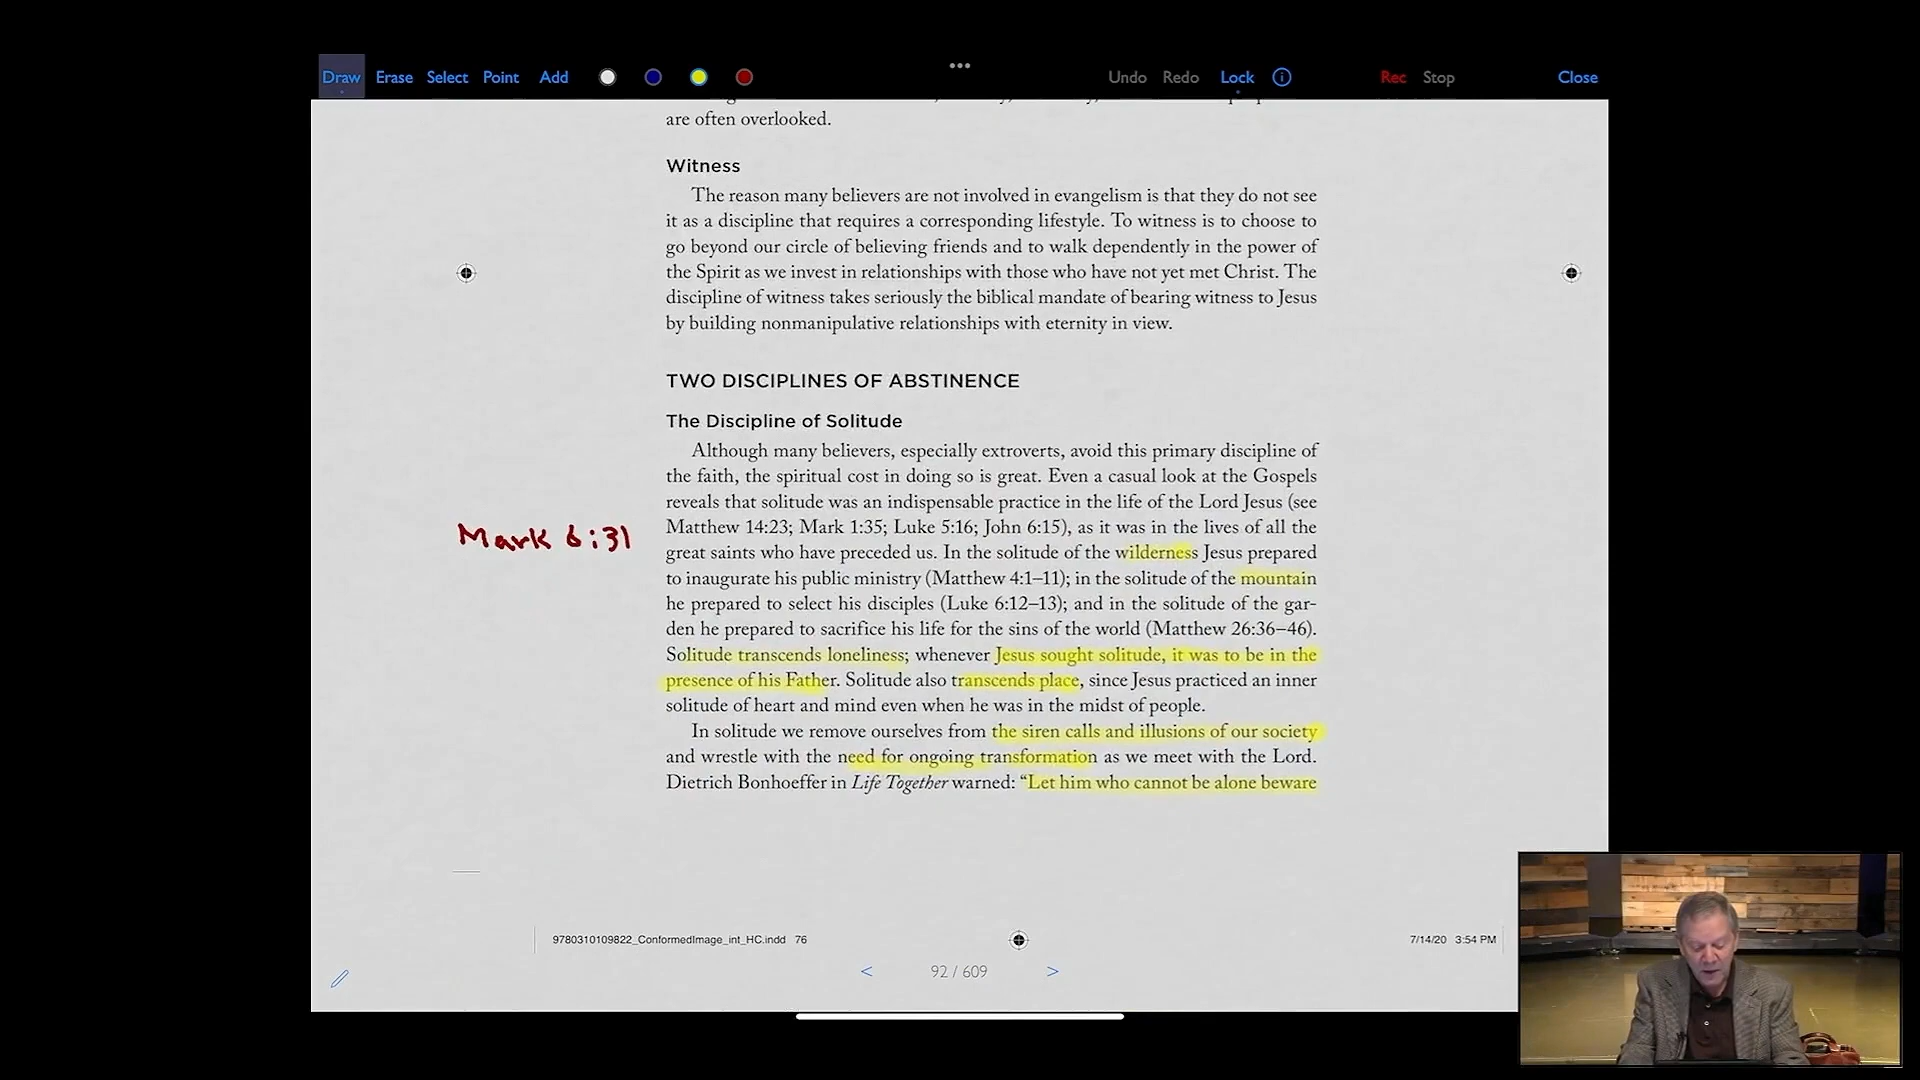 Draw Erase Select Point Add ••• Undo Redo Lock Rec Stop Close
are often overlooked.
Witness
The reason many believers are not involved in evangelism is that they do not see
it as a discipline that requires a corresponding lifestyle. To witness is to choose to
go beyond our circle of believing friends and to walk dependently in the power of
the Spirit as we invest in relationships with those who have not yet met Christ. The
discipline of witness takes seriously the biblical mandate of bearing witness to Jesus
by building nonmanipulative relationships with eternity in view.
TWO DISCIPLINES OF ABSTINENCE
The Discipline of Solitude
Although many believers, especially extroverts, avoid this primary discipline of
the faith, the spiritual cost in doing so is great. Even a casual look at the Gospels
reveals that solitude was an indispensable practice in the life of the Lord Jesus (see
Matthew 14:23; Mark 1:35; Luke 5:16; John 6:15), as it was in the lives of all the
Mark 6:31
great saints who have preceded us. In the solitude of the wilderness Jesus prepared
to inaugurate his public ministry (Matthew 4:1–11); in the solitude of the mountain
he prepared to select his disciples (Luke 6:12–13); and in the solitude of the gar-
den he prepared to sacrifice his life for the sins of the world (Matthew 26:36–46).
Solitude transcends loneliness; whenever Jesus sought solitude, it was to be in the
presence of his Father. Solitude also transcends place, since Jesus practiced an inner
solitude of heart and mind even when he was in the midst of people.
In solitude we remove ourselves from the siren calls and illusions of our society
and wrestle with the need for ongoing transformation as we meet with the Lord.
Dietrich Bonhoeffer in Life Together warned: “Let him who cannot be alone beware
9780310109822_ConformedImage_int_HC.indd 76 7/14/20 3:54 PM
< 92 / 609 >